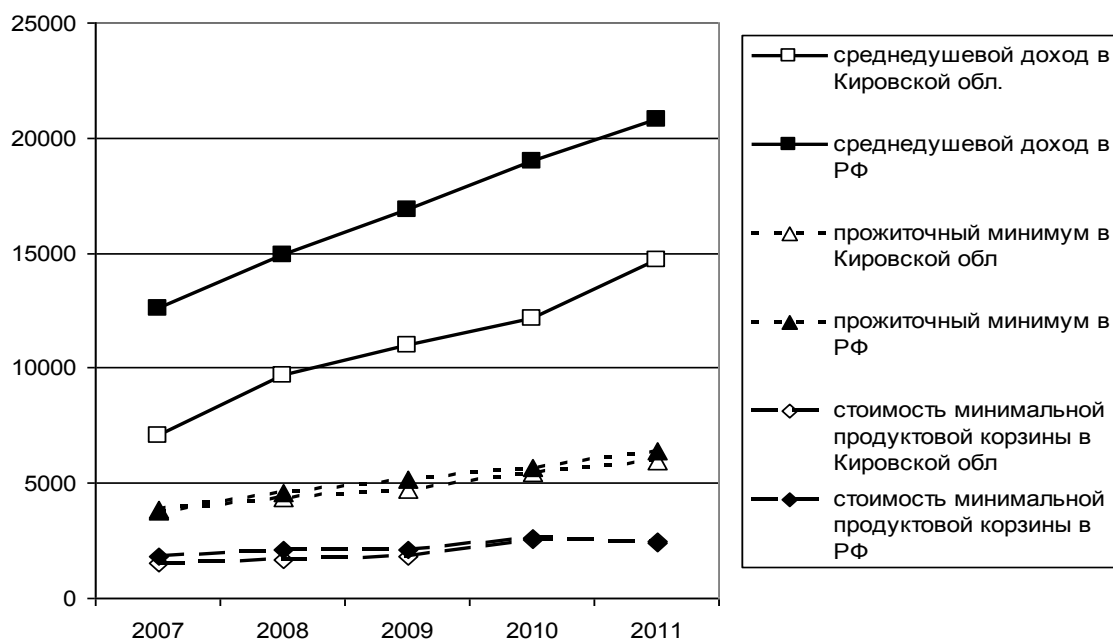 25000
20000
15000
10000
5000
0
2007 2008 2009 2010 2011
среднедушевой доход в
Кировской обл.
среднедушевой доход в
РФ
прожиточный минимум в
Кировской обл
прожиточный минимум в
РФ
стоимость минимальной
продуктовой корзины в
Кировской обл
стоимость минимальной
продуктовой корзины в
РФ